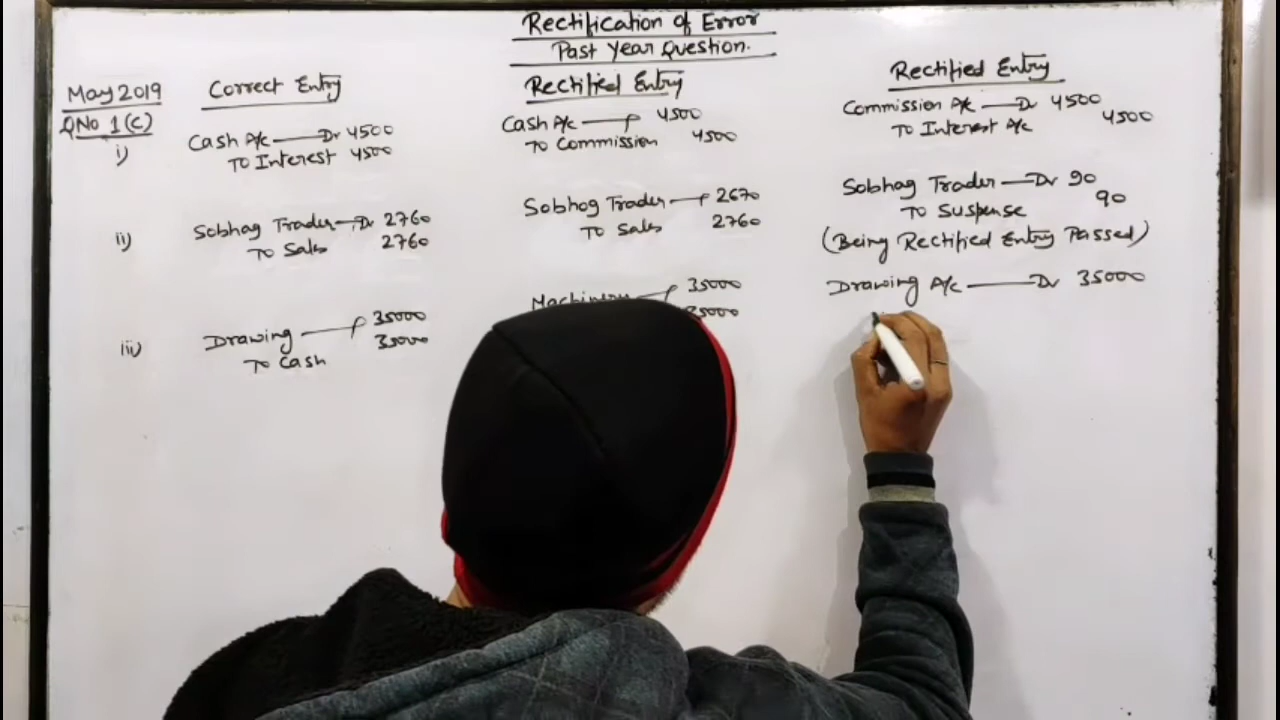 Rectification of Error
Past Year Question.
May 2019
QNo 1(C)
Correct Entry
Rectified Entry
Rectified Entry
i)
Cash A/c Dr 4500
To Interest 4500
Cash A/c 4500
To Commission 4500
Commission A/c Dr 4500
To Interest A/c 4500
ii)
Sobhag Trader Dr 2760
To Sales 2760
Sobhag Trader 2670
To Sales 2760
Sobhag Trader Dr 90
To Suspense 90
(Being Rectified Entry Passed)
iii)
Drawing 35000
To Cash 35000
Machinery 35000
35000
Drawing A/c Dr 35000